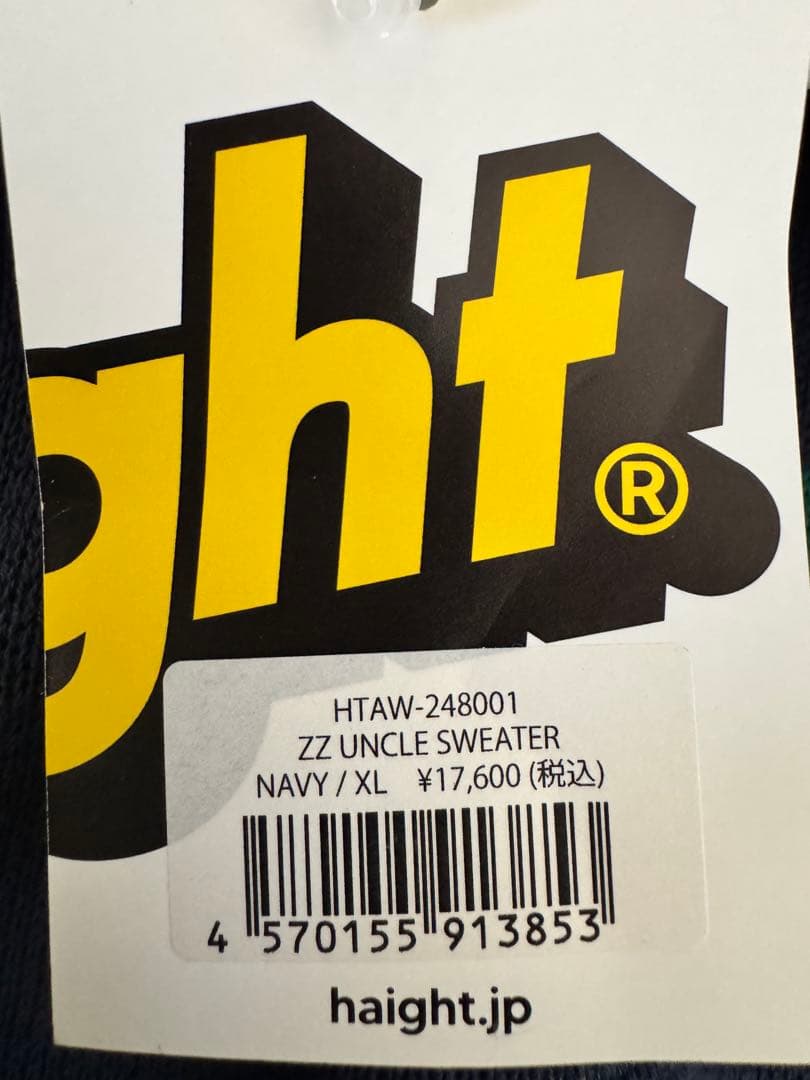 ght®
HTAW-248001
ZZ UNCLE SWEATER
NAVY / XL ¥17,600 (税込)
4 570155 913853
haight.jp